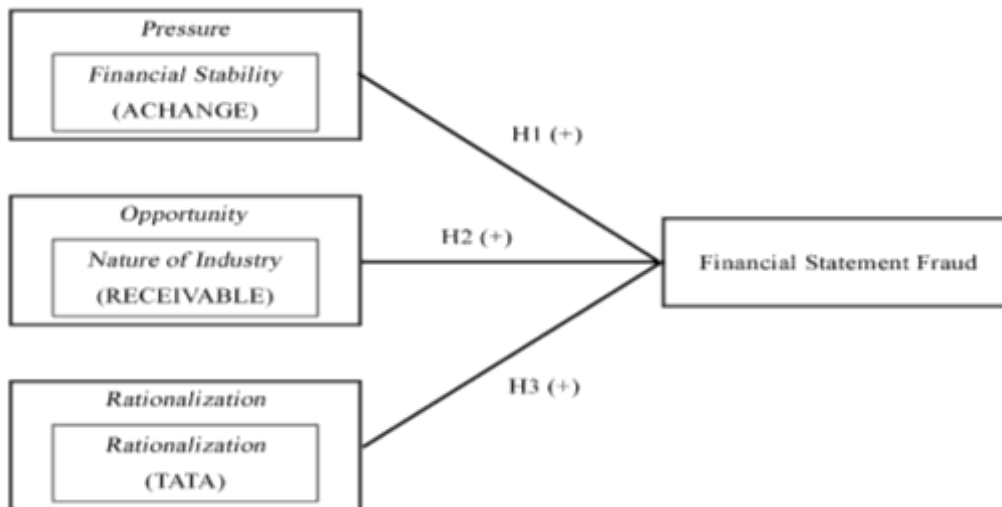 Pressure
Financial Stability
(ACHANGE)
H1 (+)
Opportunity
Nature of Industry
(RECEIVABLE)
H2 (+)
Financial Statement Fraud
Rationalization
Rationalization
(TATA)
H3 (+)